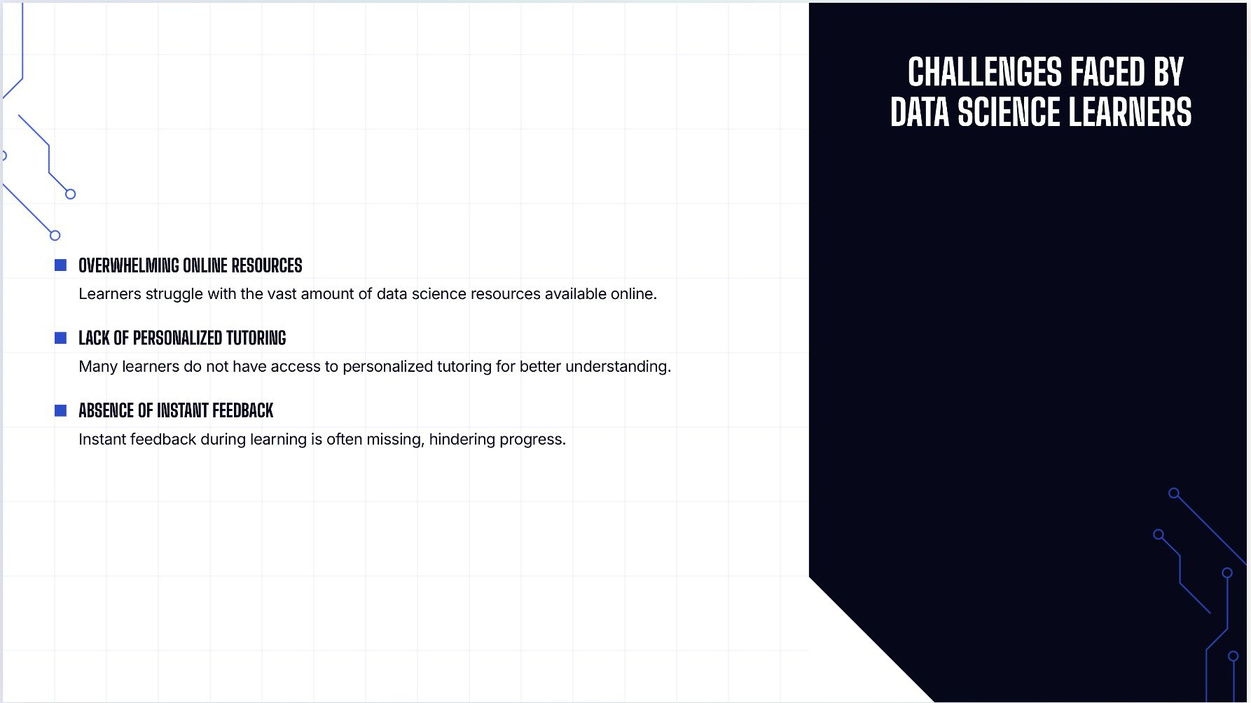 CHALLENGES FACED BY
DATA SCIENCE LEARNERS
OVERWHELMING ONLINE RESOURCES
Learners struggle with the vast amount of data science resources available online.
LACK OF PERSONALIZED TUTORING
Many learners do not have access to personalized tutoring for better understanding.
ABSENCE OF INSTANT FEEDBACK
Instant feedback during learning is often missing, hindering progress.